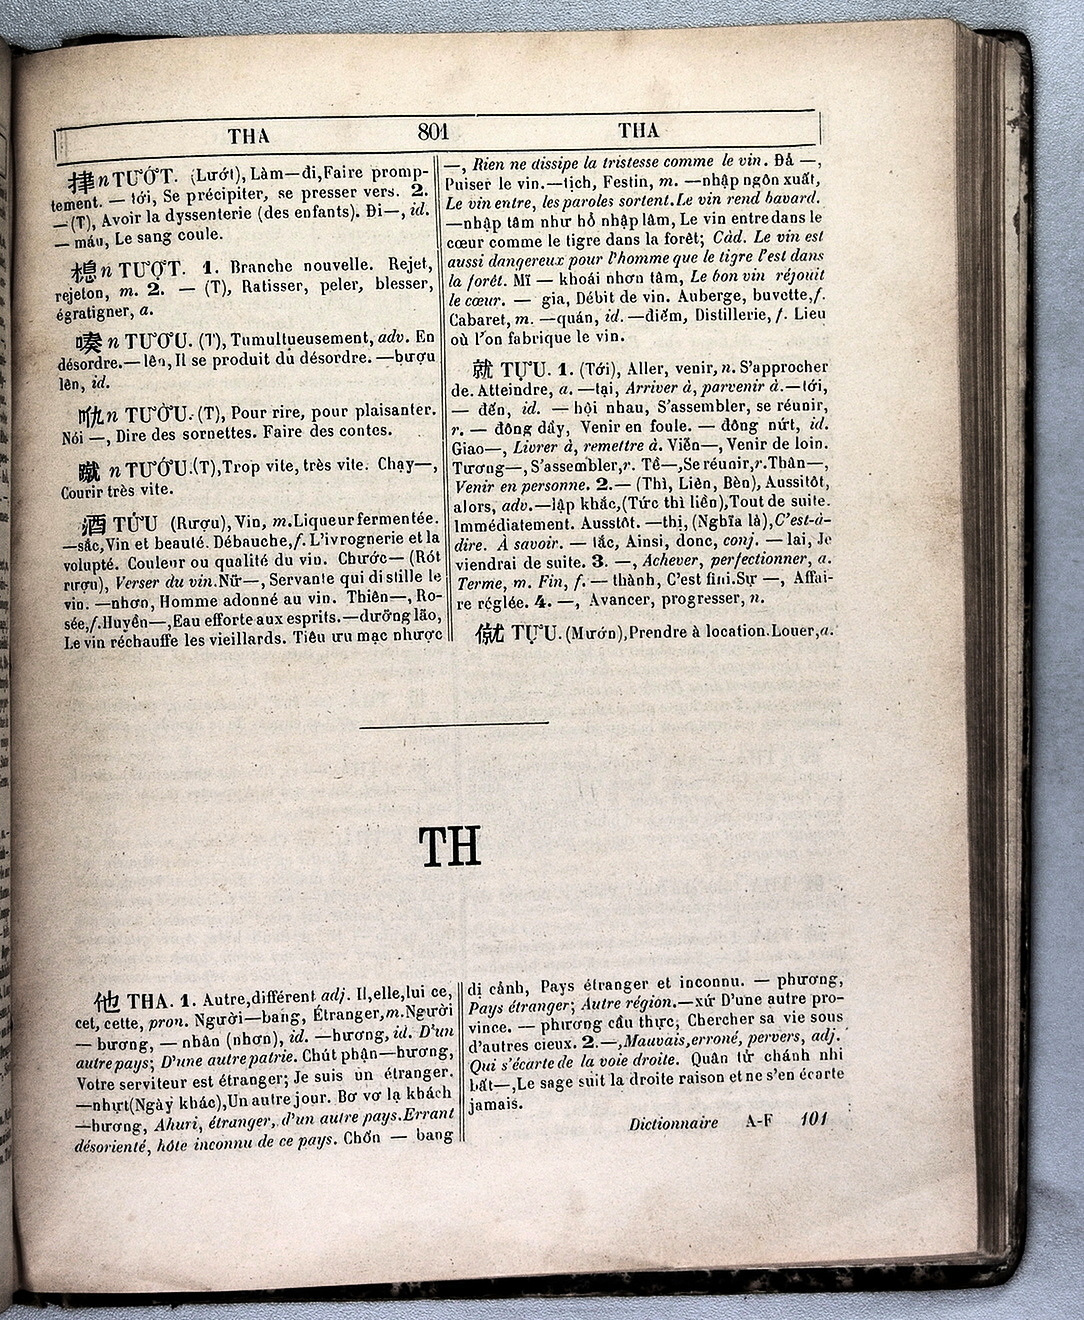 THA 801 THA
n TƯỚT. (Lướt), Làm—đi, Faire promp-
tement. — tới, Se précipiter, se presser vers. 2.
—(T), Avoir la dyssenterie (des enfants). Đi—, id.
— máu, Le sang coule.
n TƯỢT. 1. Branche nouvelle. Rejet,
rejeton, m. 2. — (T), Ratisser, peler, blesser,
égratigner, a.
n TƯƠU. (T), Tumultueusement, adv. En
désordre.— lên, Il se produit du désordre. —bươu
lên, id.
n TƯỜU. (T), Pour rire, pour plaisanter.
Nói —, Dire des sornettes. Faire des contes.
n TƯỚU.(T), Trop vite, très vite. Chạy—,
Courir très vite.
酒 TỬU (Rượu), Vin, m. Liqueur fermentée.
—sắc, Vin et beauté. Débauche, f. L'ivrognerie et la
volupté. Couleur ou qualité du vin. Chước— (Rót
rượu), Verser du vin. Nữ—, Servante qui distille le
vin. —nhơn, Homme adonné au vin. Thiên—, Ro-
sée, f. Huyền—, Eau efforte aux esprits.—dưỡng lão,
Le vin réchauffe les vieillards. Tiêu ưu mạc nhược
—, Rien ne dissipe la tristesse comme le vin. Đả —,
Puiser le vin.—tịch, Festin, m. —nhập ngôn xuất,
Le vin entre, les paroles sortent. Le vin rend bavard.
—nhập tâm như hổ nhập lâm, Le vin entre dans le
cœur comme le tigre dans la forêt; Càd. Le vin est
aussi dangereux pour l'homme que le tigre l'est dans
la forêt. Mĩ — khoái nhơn tâm, Le bon vin réjouit
le cœur. — gia, Débit de vin. Auberge, buvette, f.
Cabaret, m. —quán, id. —điếm, Distillerie, f. Lieu
où l'on fabrique le vin.
就 TỰU. 1. (Tới), Aller, venir, n. S'approcher
de. Atteindre, a. —tại, Arriver à, parvenir à.—tới,
— đến, id. — hội nhau, S'assembler, se réunir,
r. — đông dầy, Venir en foule. — đông nứt, id.
Giao—, Livrer à, remettre à. Viễn—, Venir de loin.
Tương—, S'assembler, r. Tề—, Se réunir, r. Thân—,
Venir en personne. 2.— (Thì, Liền, Bèn), Aussitôt,
alors, adv.—lập khắc, (Tức thì liền), Tout de suite.
Immédiatement. Ausstôt. —thị, (Nghĩa là), C'est-à-
dire. À savoir. — tắc, Ainsi, donc, conj. — lai, Je
viendrai de suite. 3. —, Achever, perfectionner, a.
Terme, m. Fin, f. — thành, C'est fini. Sự —, Affai-
re réglée. 4. —, Avancer, progresser, n.
僦 TỰU. (Mướn), Prendre à location. Louer, a.
TH
他 THA. 1. Autre, différent adj. Il, elle, lui ce,
cet, cette, pron. Người—bang, Étranger, m. Người
— bương, — nhân (nhơn), id. —hương, id. D'un
autre pays; D'une autre patrie. Chút phận—hương,
Votre serviteur est étranger; Je suis un étranger.
—nhựt (Ngày khác), Un autre jour. Bơ vơ lạ khách
—hương, Ahuri, étranger, d'un autre pays. Errant
désorienté, hôte inconnu de ce pays. Chốn — bang
dị cảnh, Pays étranger et inconnu. — phương,
Pays étranger; Autre région.—xứ D'une autre pro-
vince. — phương cầu thực, Chercher sa vie sous
d'autres cieux. 2.—, Mauvais, erroné, pervers, adj.
Qui s'écarte de la voie droite. Quân tử chánh nhi
bất—, Le sage suit la droite raison et ne s'en écarte
jamais.
Dictionnaire A-F 101